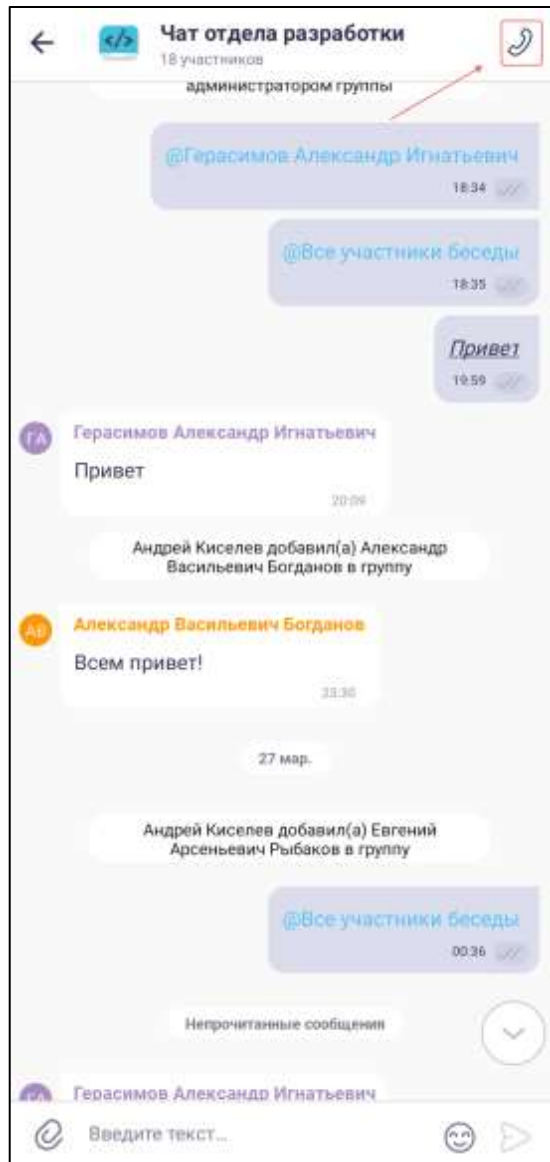 </>
Чат отдела разработки
18 участников
администратором группы
@Герасимов Александр Игнатьевич
18:34
@Все участники беседы
18:35
Привет
19:59
ГА
Герасимов Александр Игнатьевич
Привет
20:09
Андрей Киселев добавил(а) Александр
Васильевич Богданов в группу
АВ
Александр Васильевич Богданов
Всем привет!
23:30
27 мар.
Андрей Киселев добавил(а) Евгений
Арсеньевич Рыбаков в группу
@Все участники беседы
00:36
Непрочитанные сообщения
ГА
Герасимов Александр Игнатьевич
Введите текст...